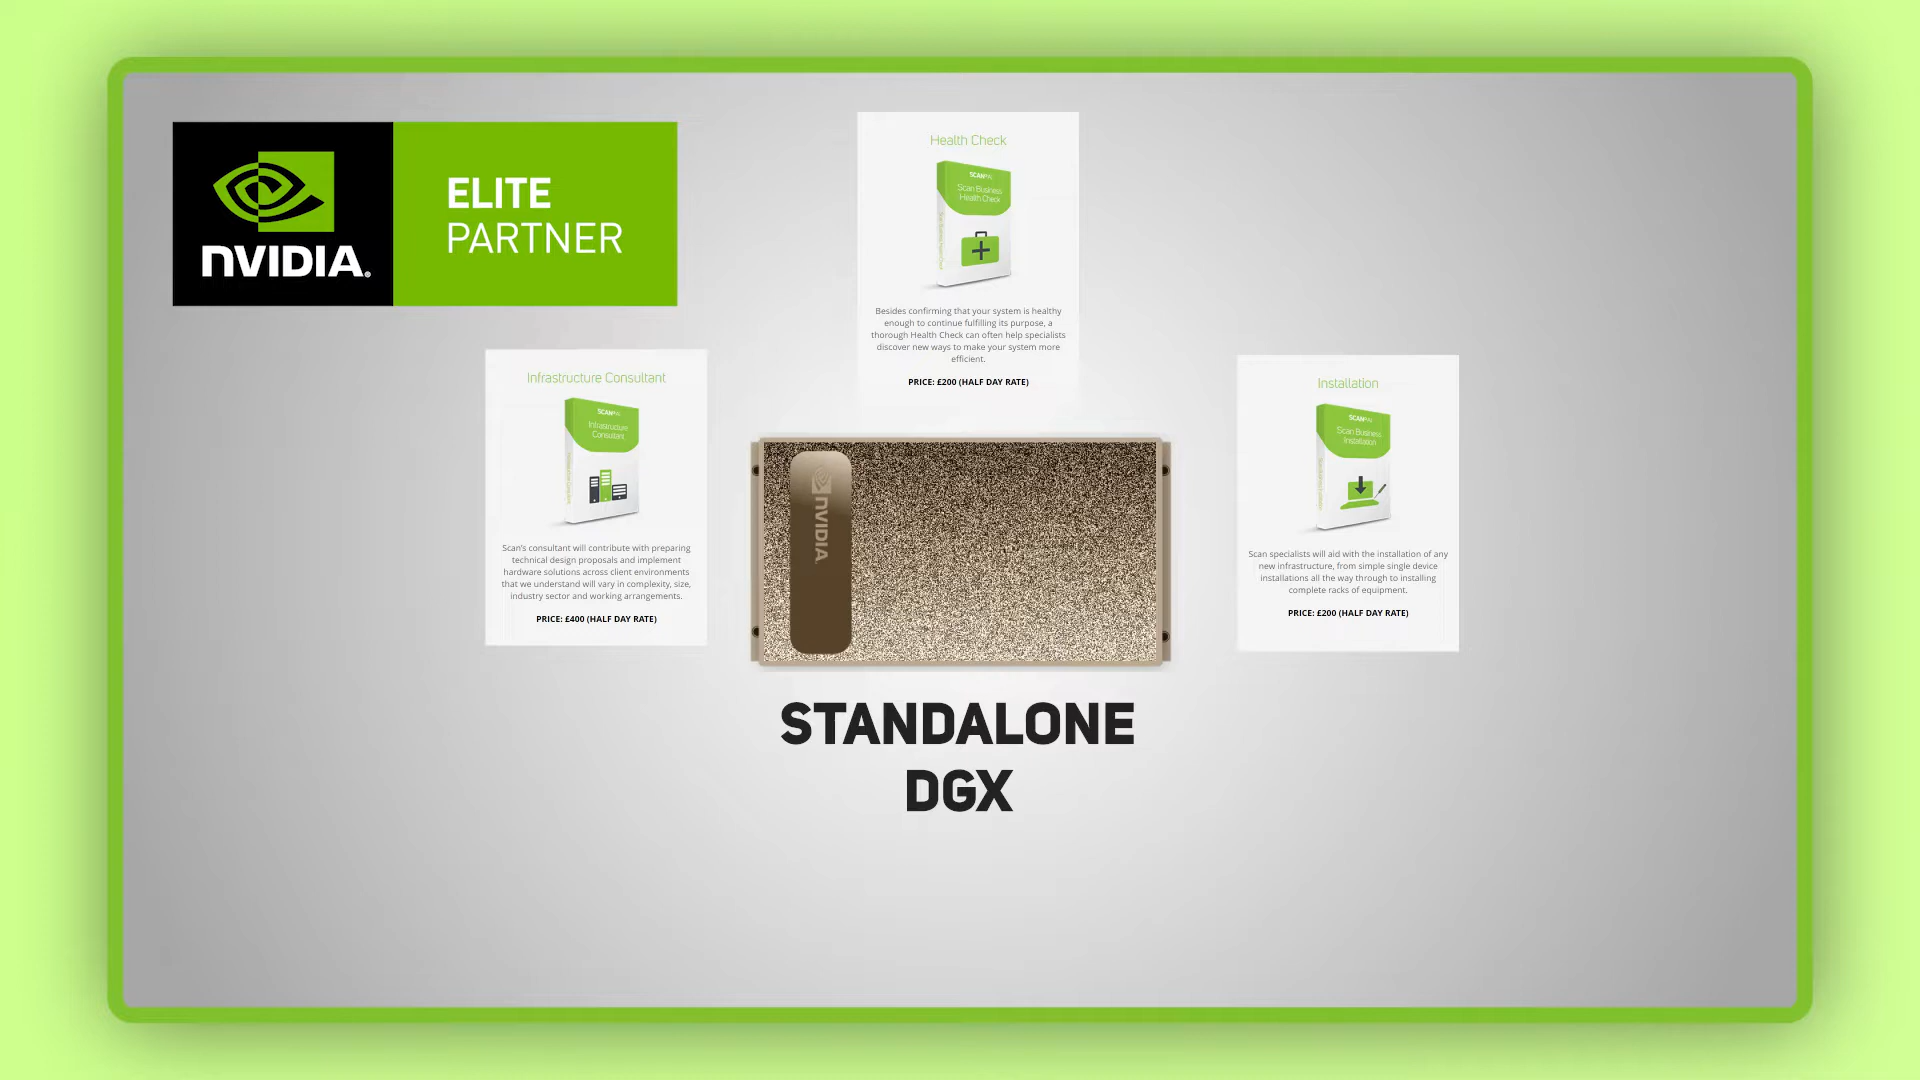 NVIDIA.
ELITE
PARTNER
Health Check
SCAN
Scan Business
Health Check
Besides confirming that your system is healthy
enough to continue fulfilling its purpose, a
thorough Health Check can often help specialists
discover new ways to make your system more
efficient.
PRICE: £200 (HALF DAY RATE)
Infrastructure Consultant
SCAN
Infrastructure
Consultant
Scan's consultant will contribute with preparing
technical design proposals and implement
hardware solutions across client environments
that we understand will vary in complexity, size,
industry sector and working arrangements.
PRICE: £400 (HALF DAY RATE)
Installation
SCAN
Scan Business
Installation
Scan specialists will aid with the installation of any
new infrastructure, from simple single device
installations all the way through to installing
complete racks of equipment.
PRICE: £200 (HALF DAY RATE)
NVIDIA.
STANDALONE
DGX